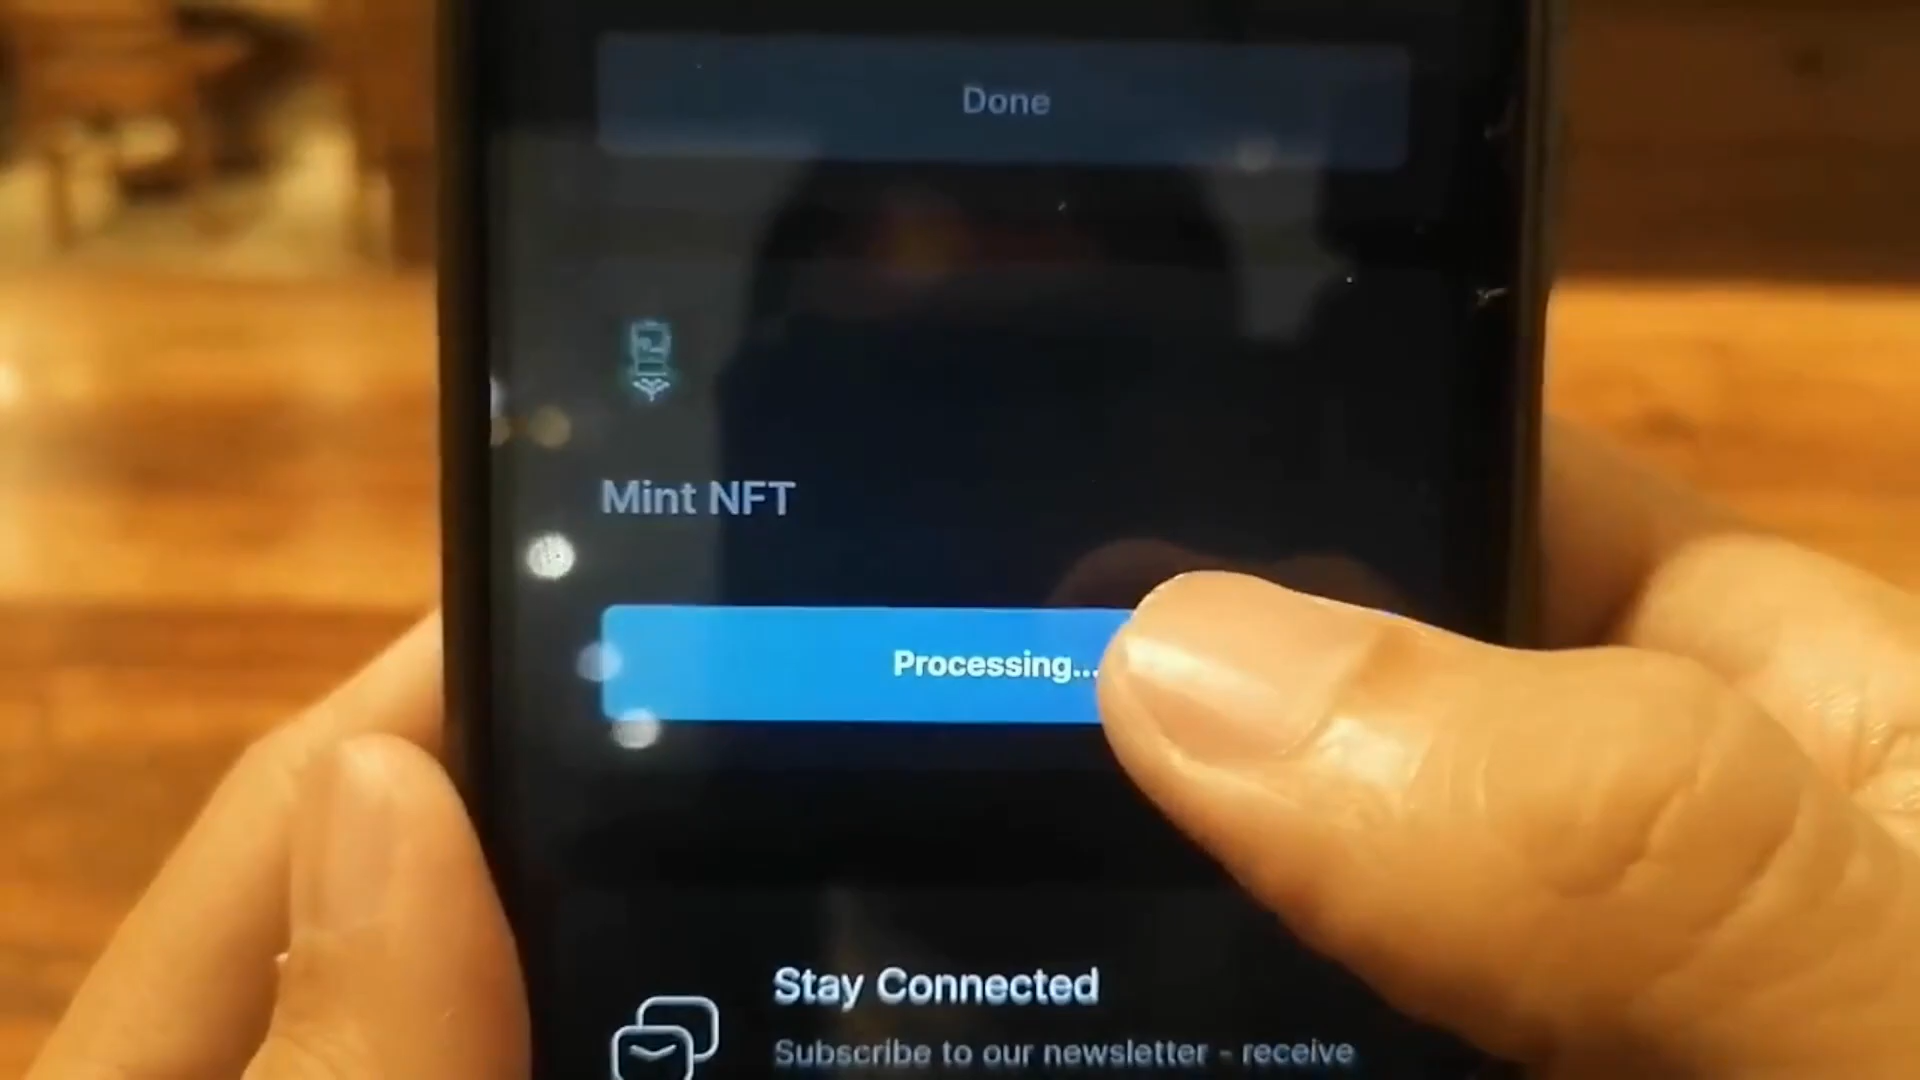 Done
Mint NFT
Processing...
Stay Connected
Subscribe to our newsletter - receive